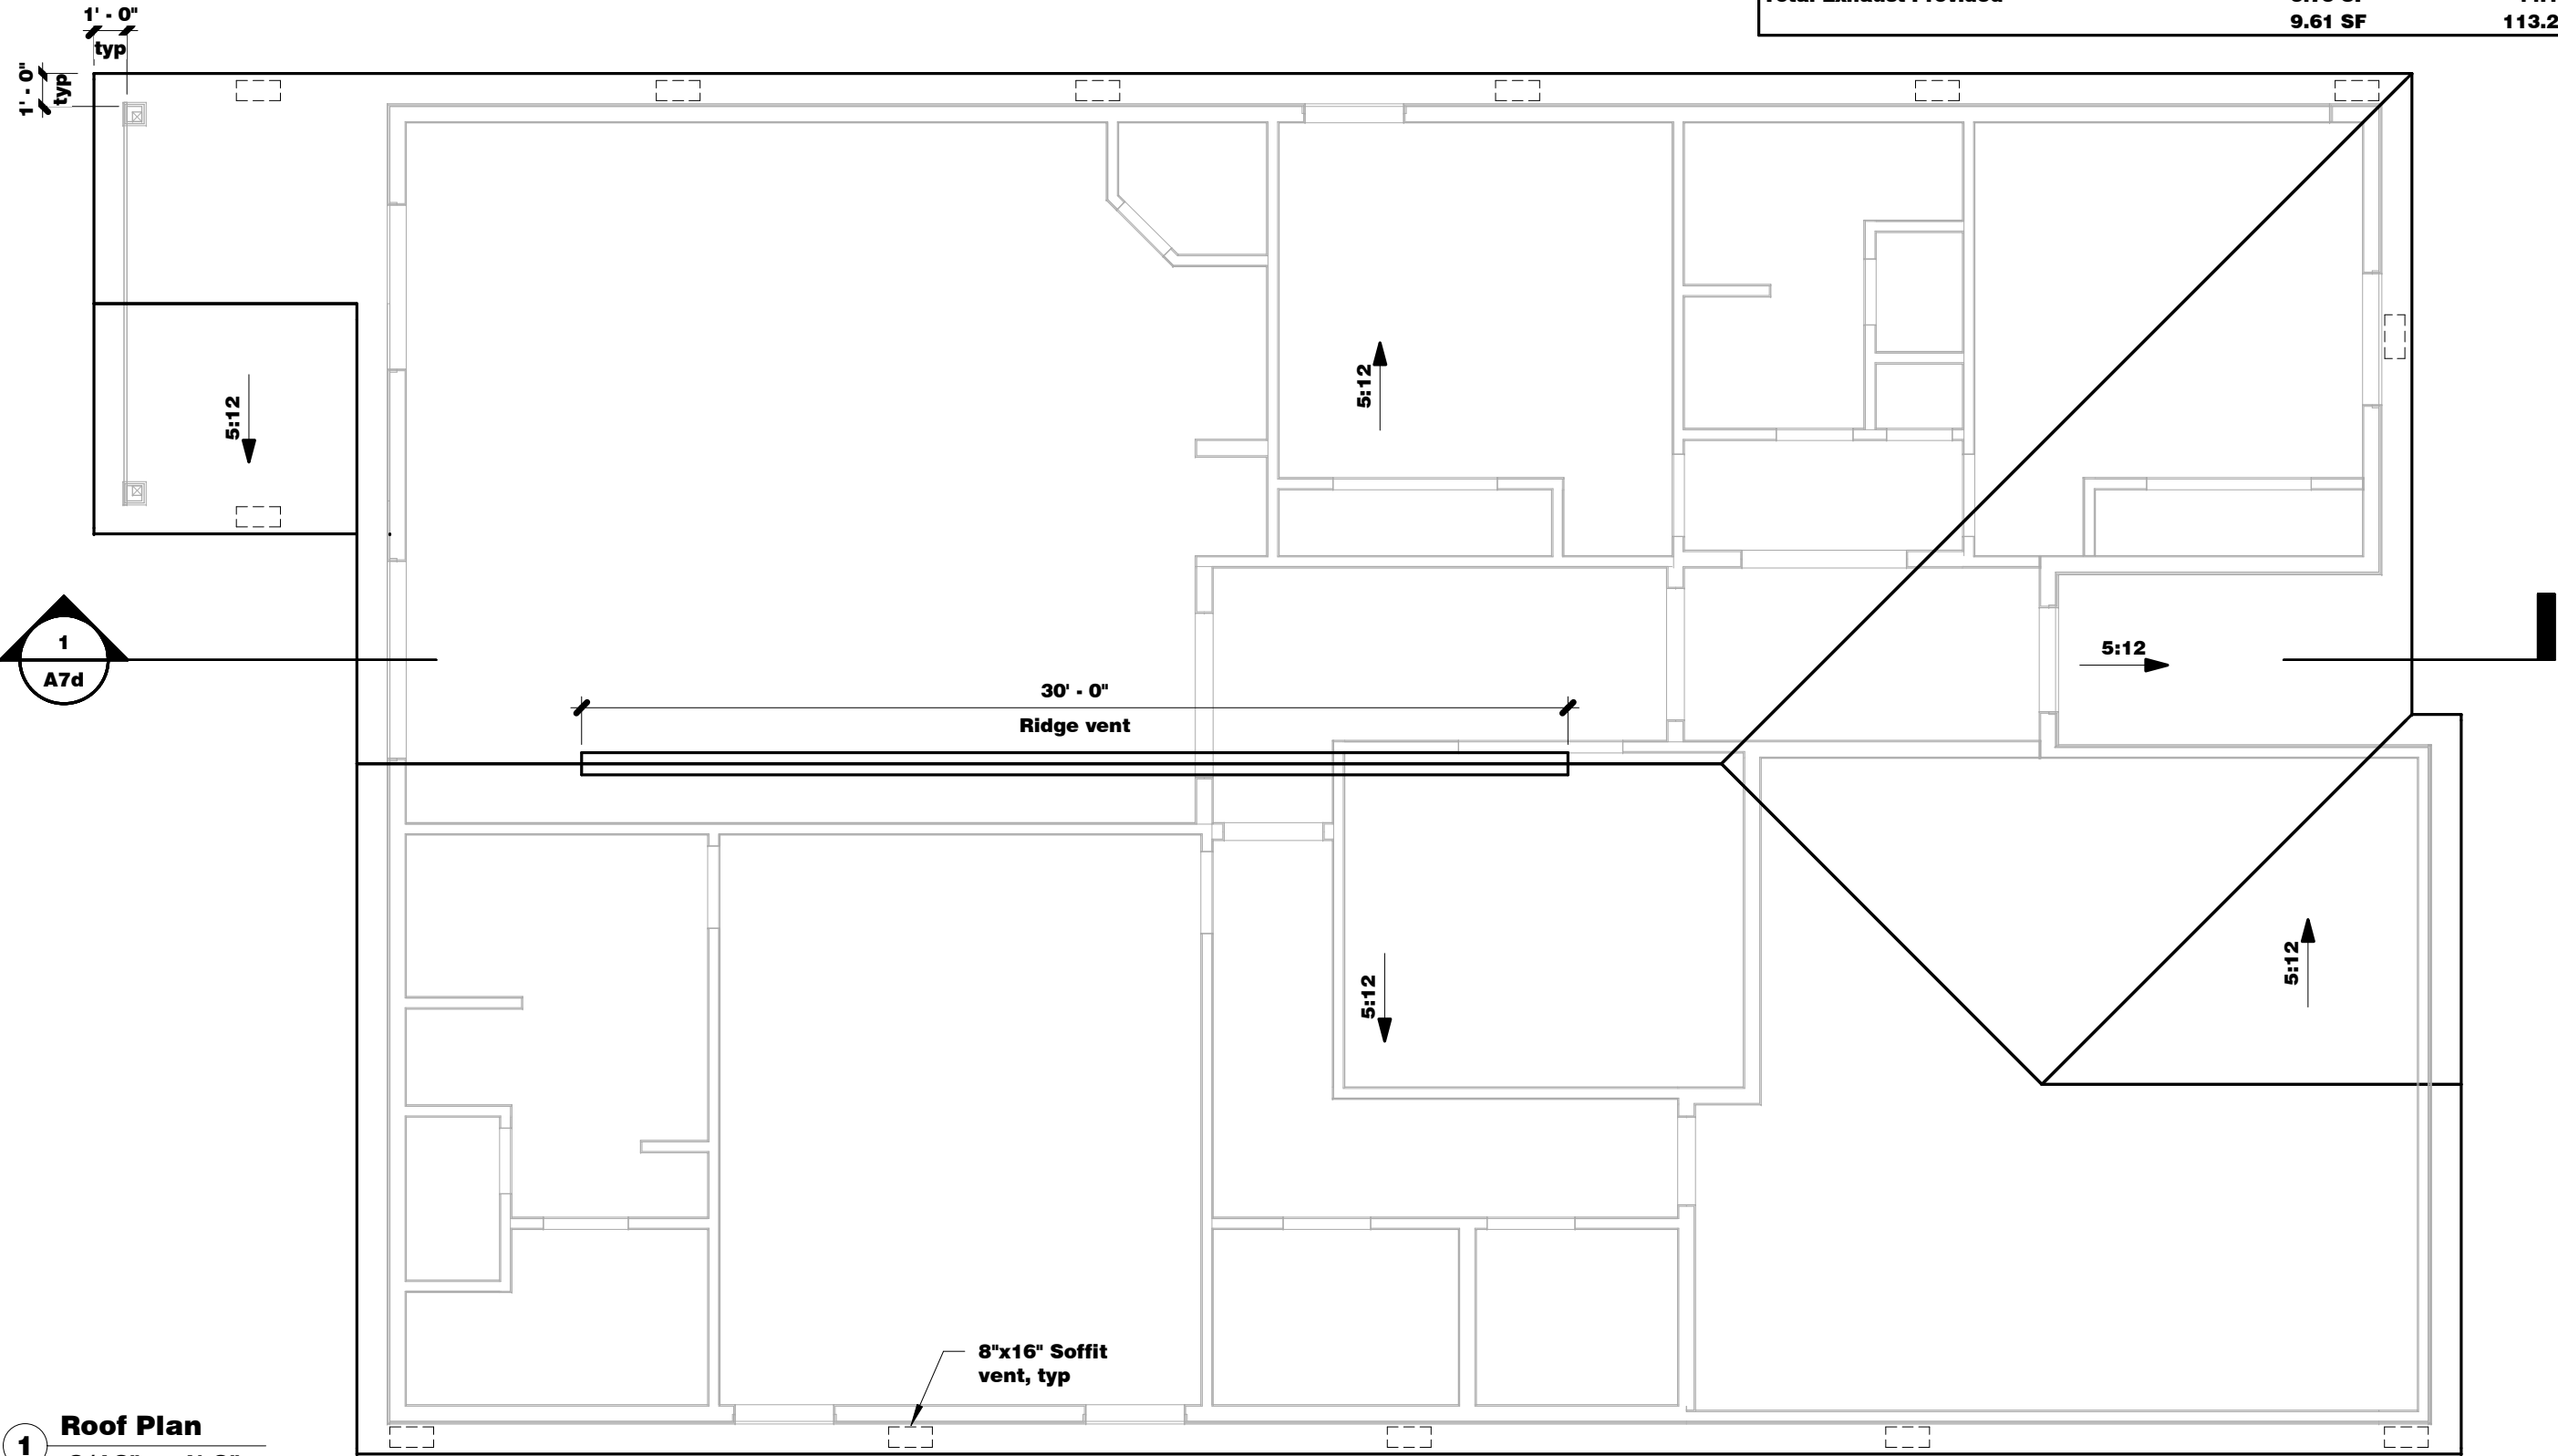 9.61 SF 113.2
1' - 0"
typ
1' - 0"
typ
5:12
5:12
1
A7d
5:12
30' - 0"
Ridge vent
5:12
5:12
8"x16" Soffit
vent, typ
Roof Plan
1